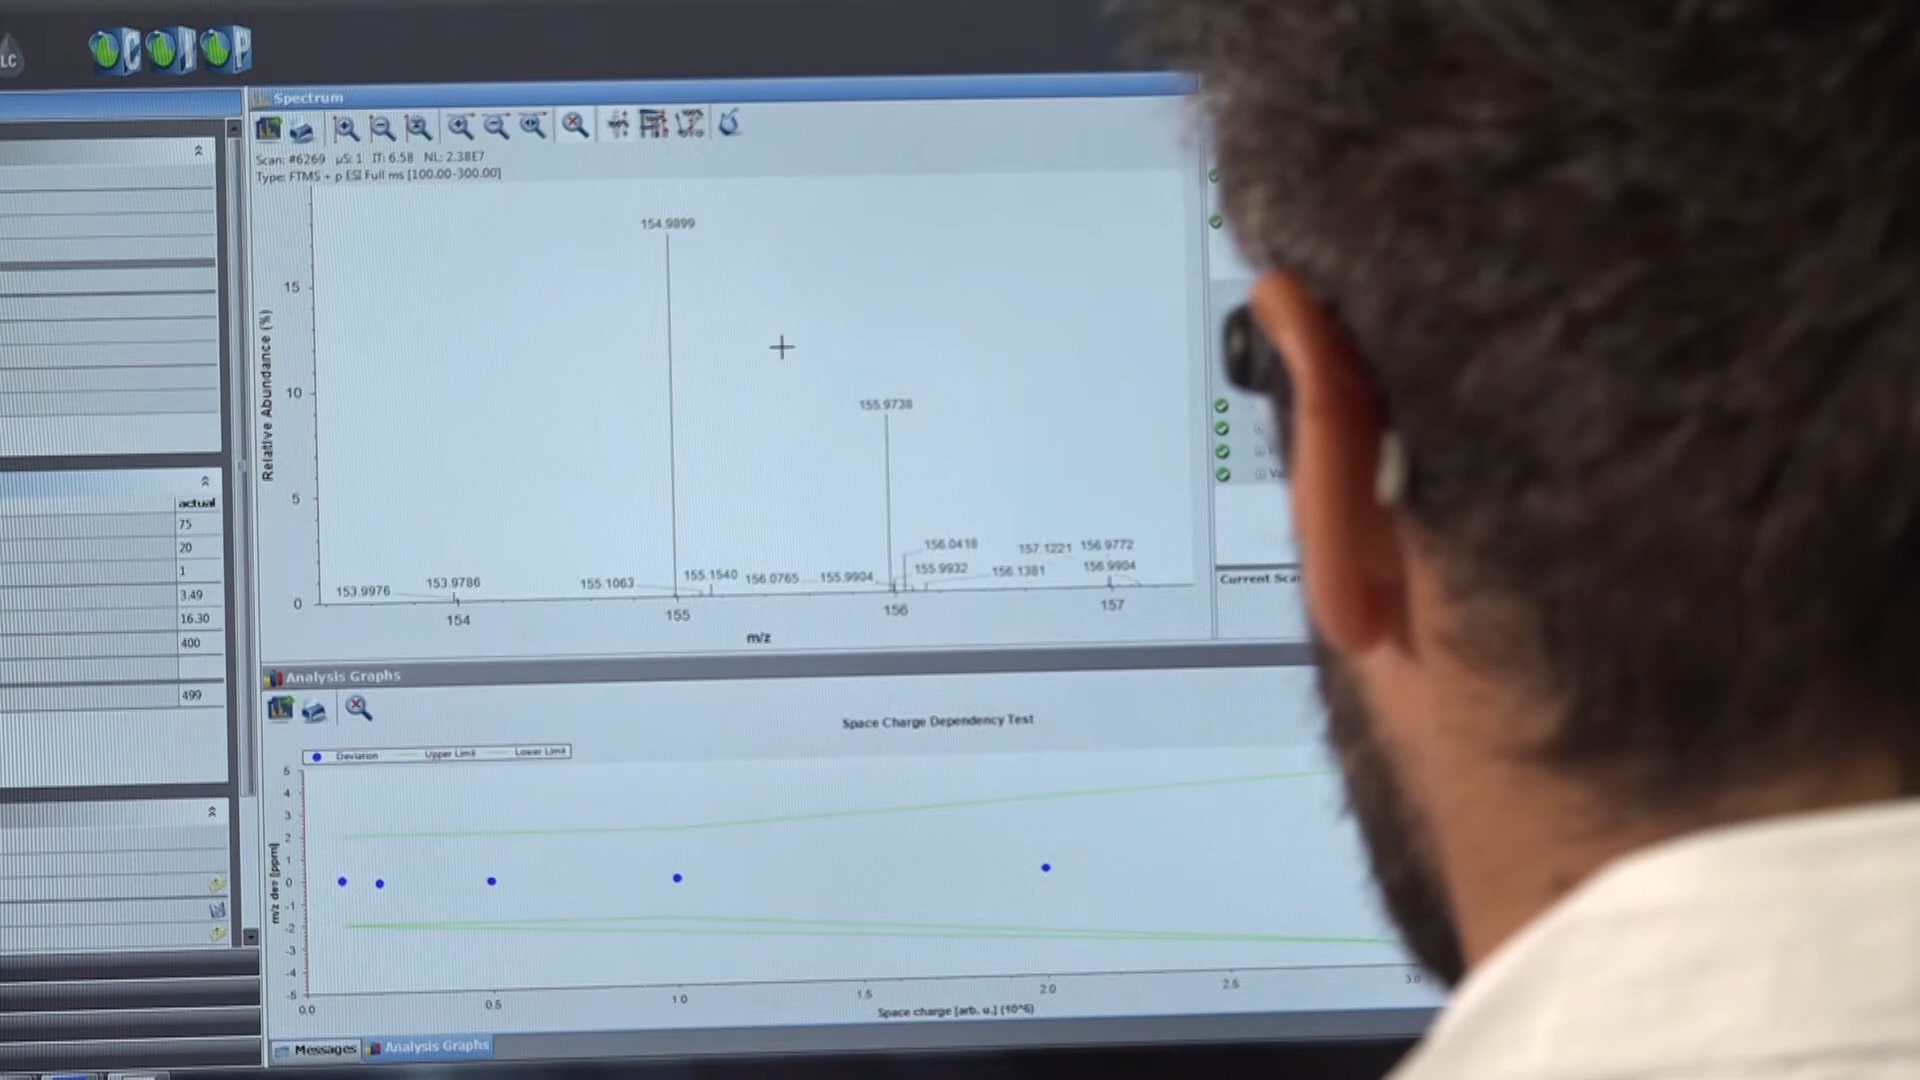 LC
C I P
Spectrum
Scan: #6269 µS: 1 IT: 6.58 NL: 2.38E7
Type: FTMS + p ESI Full ms [100.00-300.00]
154.9899
15
10
155.9738
5
156.0418 157.1221 156.9772
153.9976 153.9786 155.1063 155.1540 156.0765 155.9904 155.9932 156.1381 156.9904
0
154 155 156 157
m/z
Relative Abundance (%)
actual
75
20
1
3.49
16.30
400
499
Current Sca
Analysis Graphs
Space Charge Dependency Test
Deviation Upper Limit Lower Limit
5
4
3
2
1
0
-1
-2
-3
-4
-5
m/z dev [ppm]
0.0 0.5 1.0 1.5 2.0 2.5 3.0
Space charge [arb. u.] (10^6)
Messages Analysis Graphs